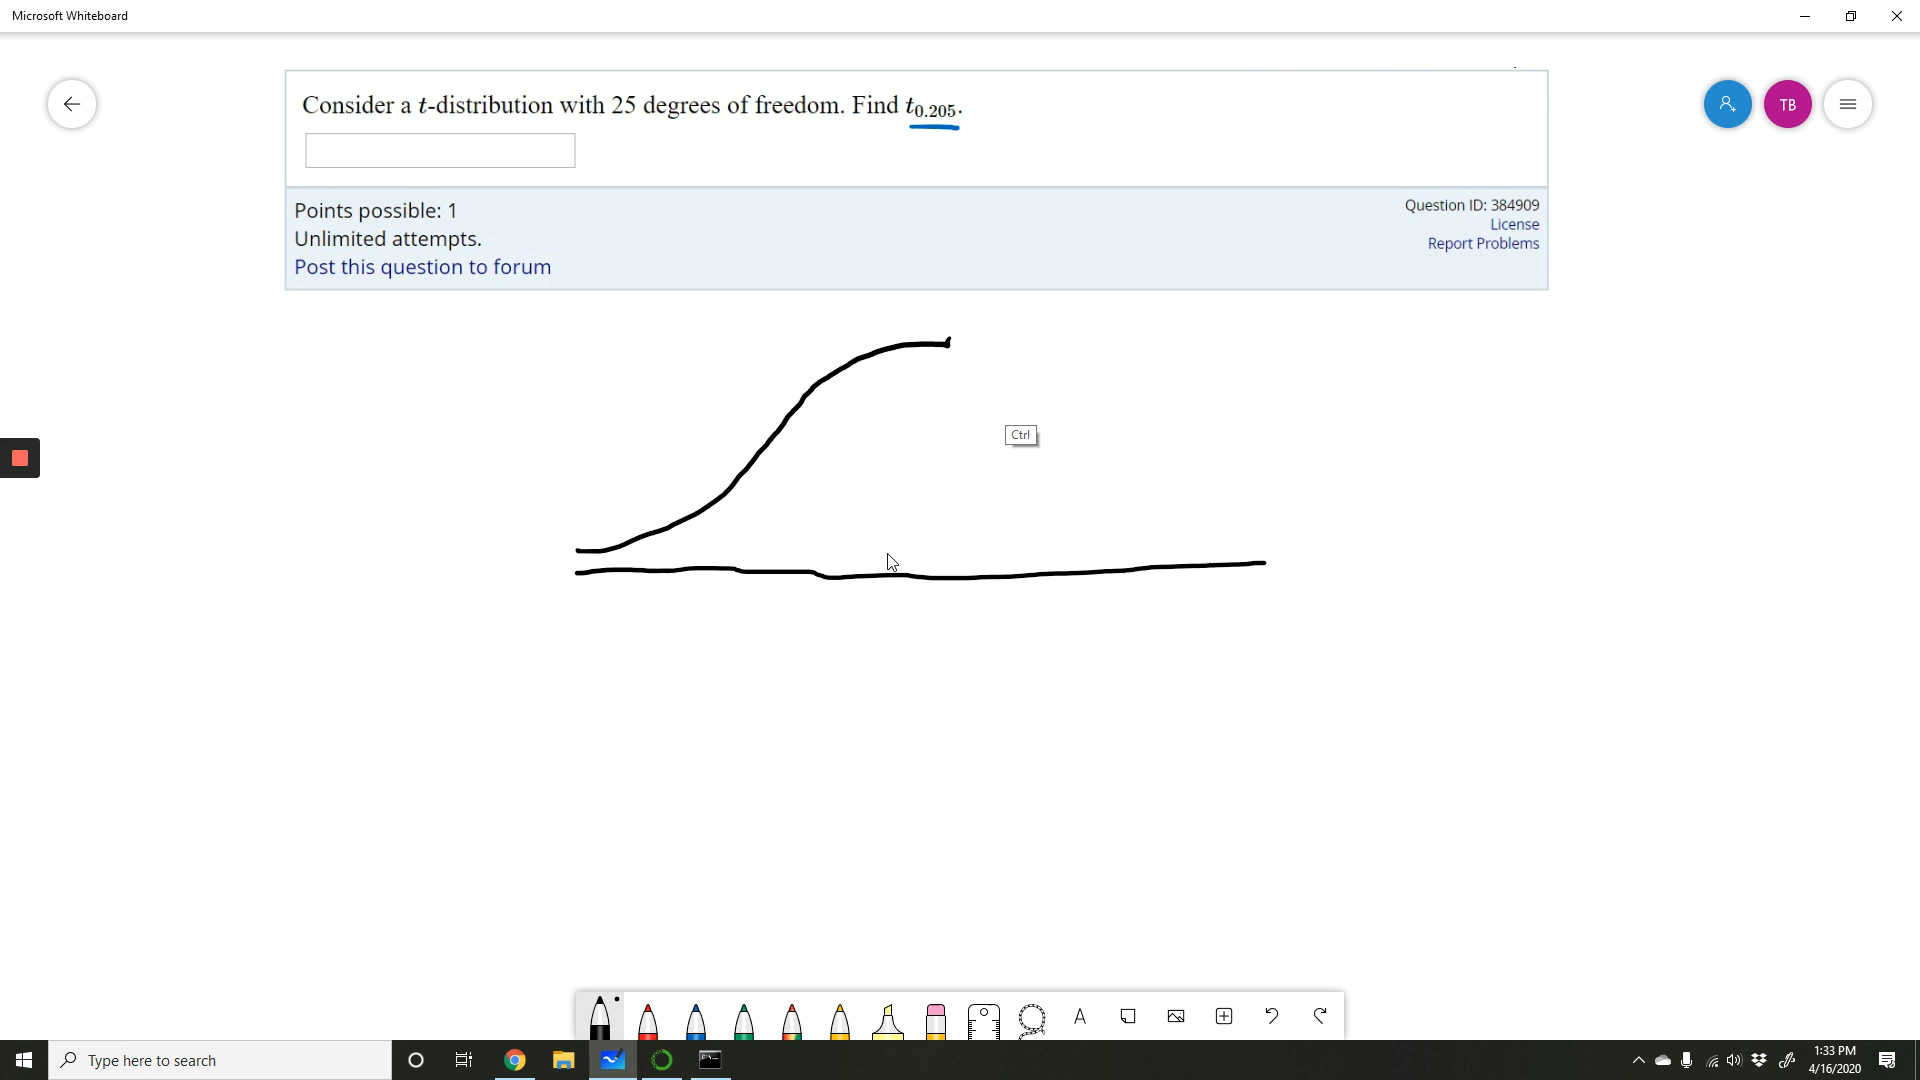 Microsoft Whiteboard
TB
Consider a t-distribution with 25 degrees of freedom. Find t0.205.
Points possible: 1
Unlimited attempts.
Post this question to forum
Question ID: 384909
License
Report Problems
Ctrl
A
Type here to search
1:33 PM
4/16/2020